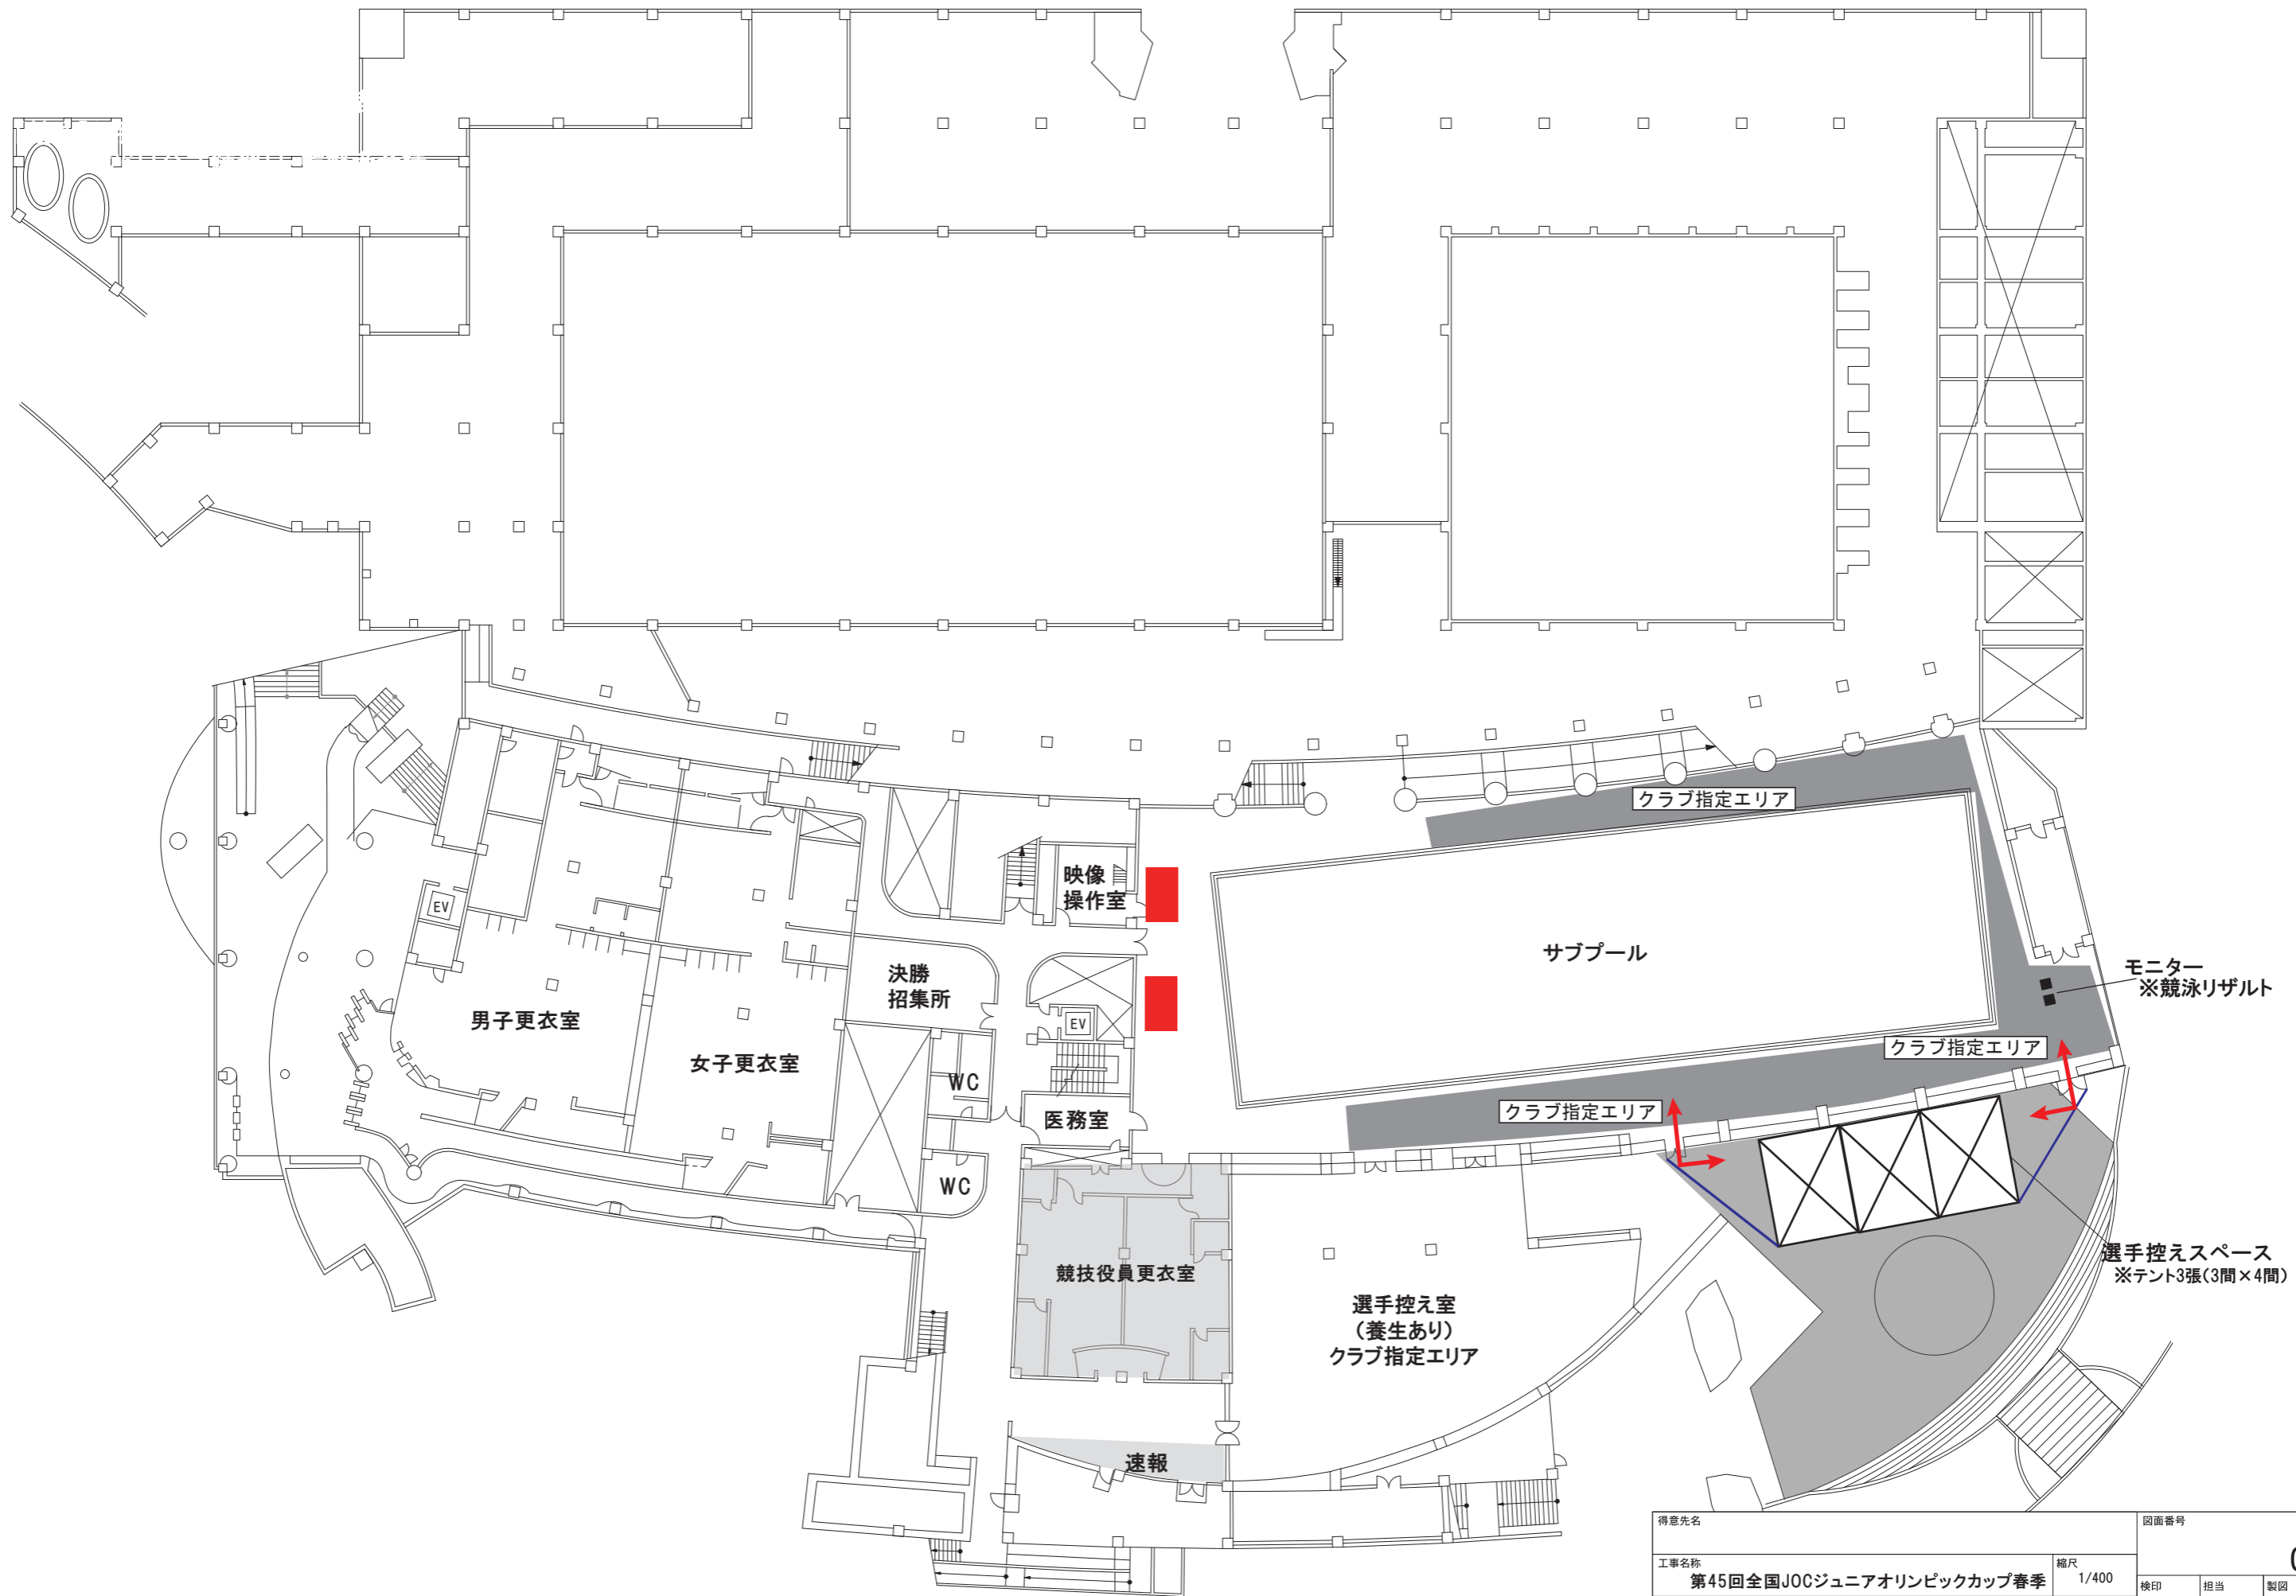 クラブ指定エリア
映像
操作室
EV
サブプール
決勝
招集所
モニター
※競泳リザルト
男子更衣室
EV
女子更衣室
クラブ指定エリア
WC
医務室
クラブ指定エリア
WC
選手控えスペース
※テント3張(3間×4間)
競技役員更衣室
選手控え室
(養生あり)
クラブ指定エリア
速報
得意先名
図面番号
工事名称
第45回全国JOCジュニアオリンピックカップ春季
縮尺
1/400
検印
担当
製図